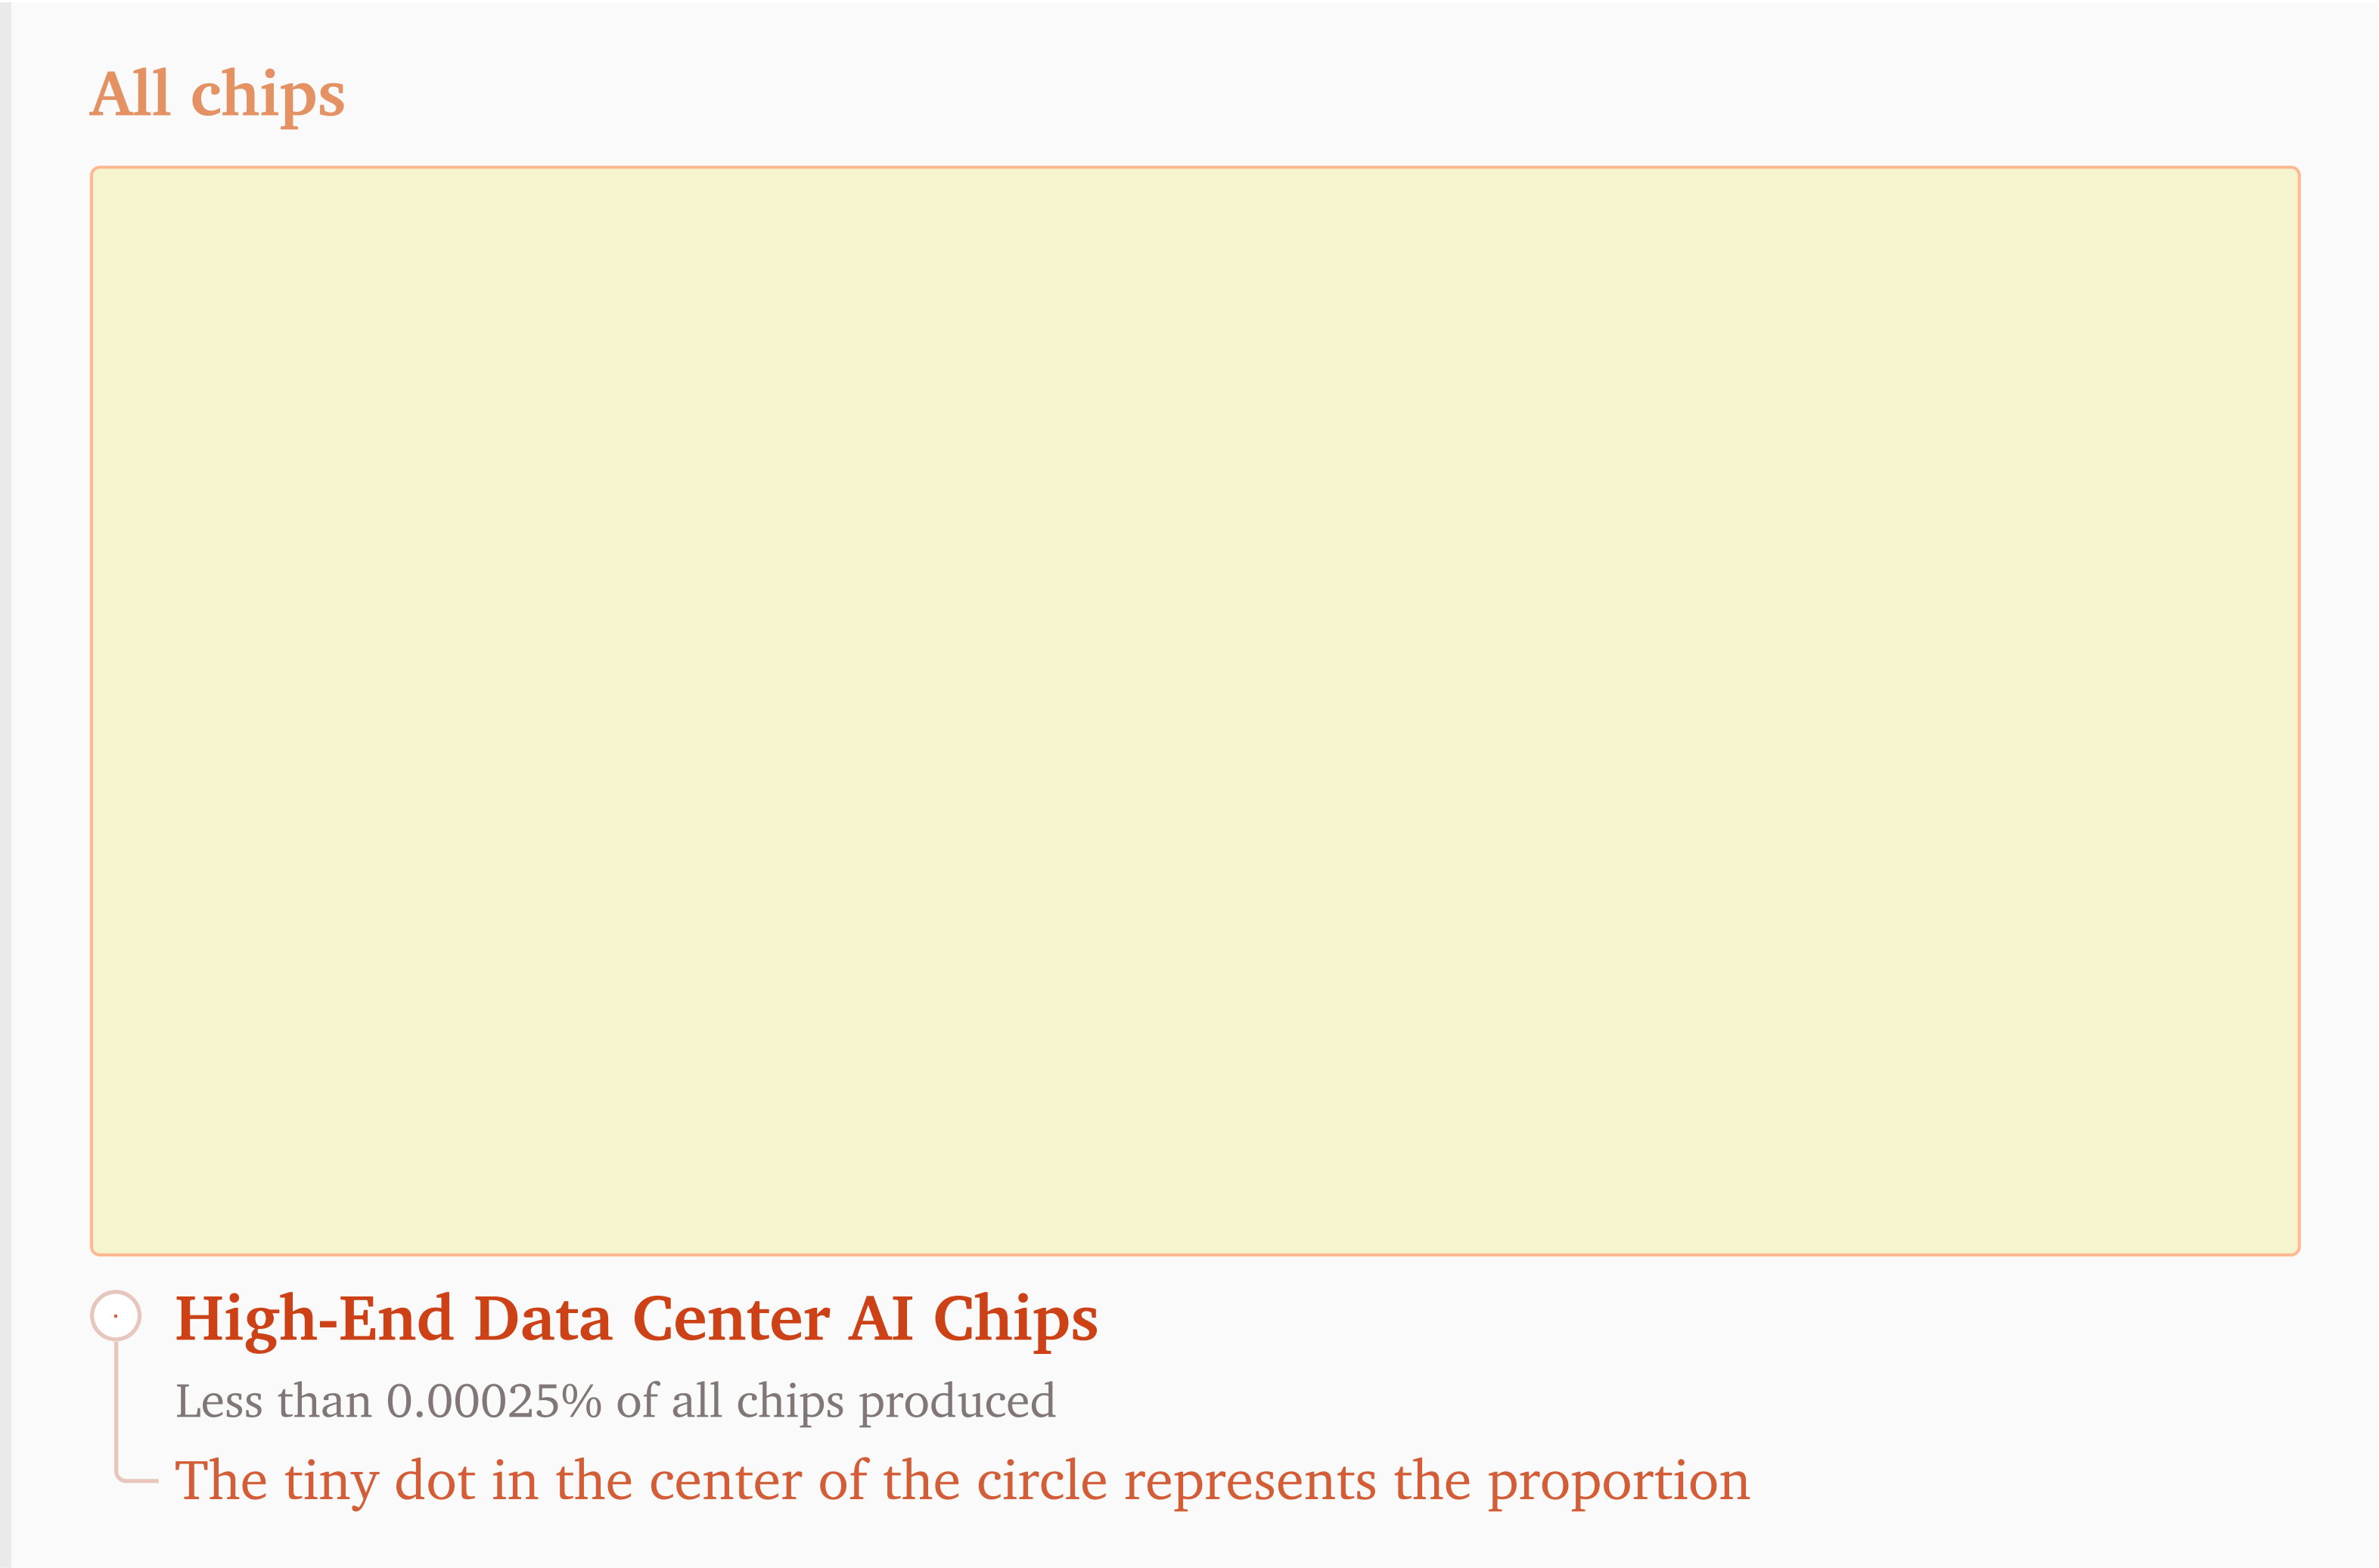 All chips
High-End Data Center AI Chips
Less than 0.00025% of all chips produced
The tiny dot in the center of the circle represents the proportion